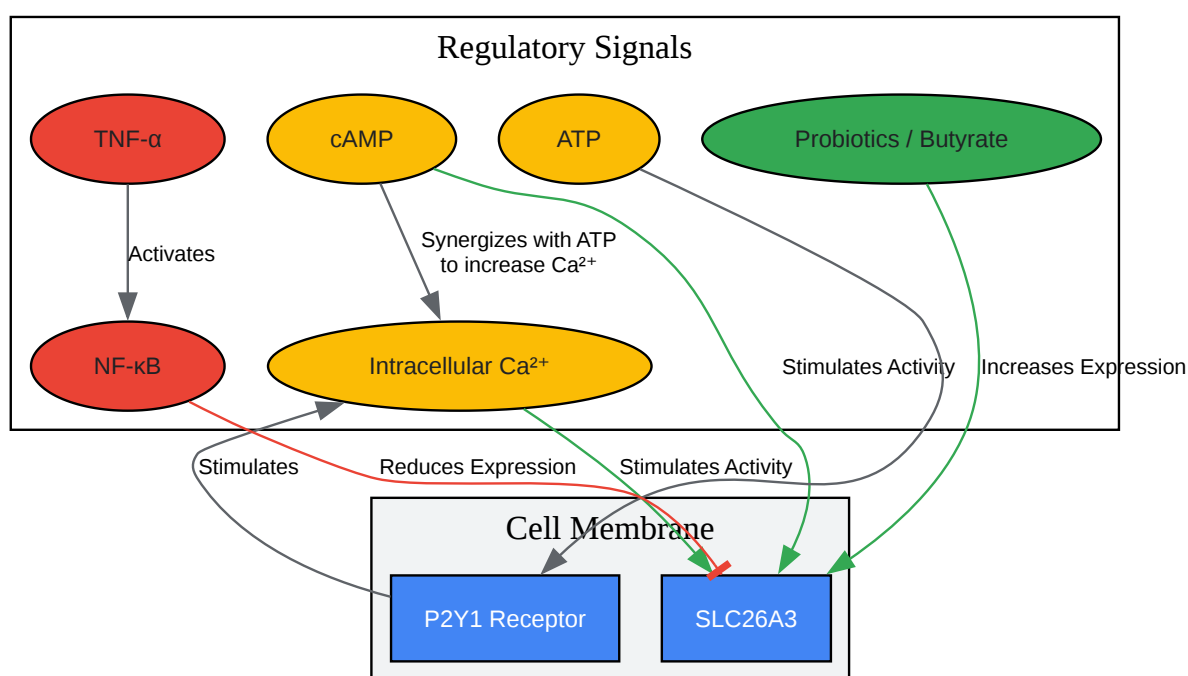 Regulatory Signals
TNF-α
cAMP
ATP
Probiotics / Butyrate
Synergizes with ATP
to increase Ca²⁺
Activates
NF-κB
Intracellular Ca²⁺
Stimulates Activity
Increases Expression
Stimulates
Reduces Expression
Stimulates Activity
Cell Membrane
P2Y1 Receptor
SLC26A3